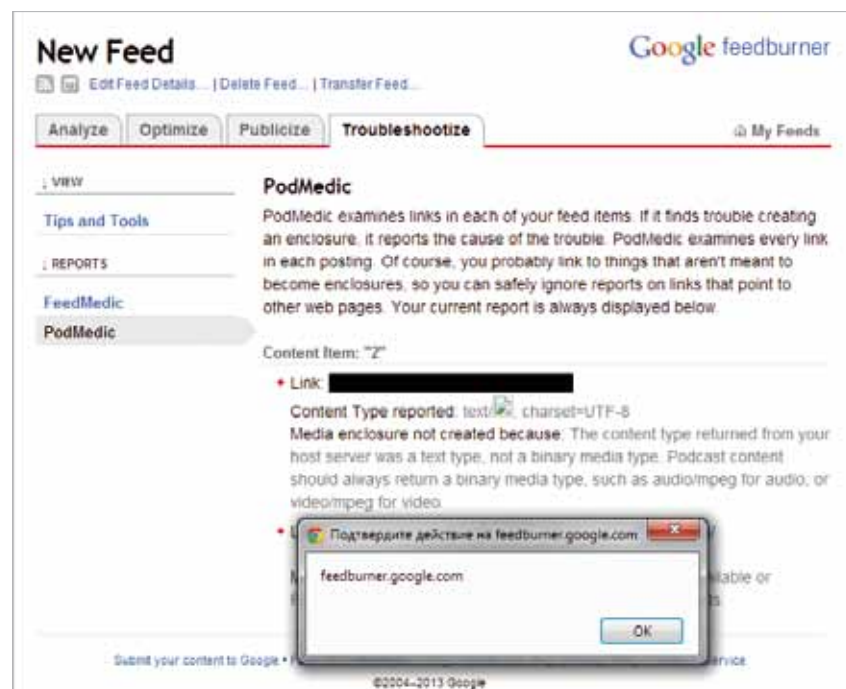 New Feed
Google feedburner
Edit Feed Details... | Delete Feed... | Transfer Feed...
Analyze Optimize Publicize Troubleshootize My Feeds
↓ VIEW
Tips and Tools
↓ REPORTS
FeedMedic
PodMedic
PodMedic
PodMedic examines links in each of your feed items. If it finds trouble creating
an enclosure, it reports the cause of the trouble. PodMedic examines every link
in each posting. Of course, you probably link to things that aren't meant to
become enclosures, so you can safely ignore reports on links that point to
other web pages. Your current report is always displayed below.
Content Item: "2"
Link:
Content Type reported: text/ charset=UTF-8
Media enclosure not created because: The content type returned from your
host server was a text type, not a binary media type. Podcast content
should always return a binary media type, such as audio/mpeg for audio, or
video/mpeg for video.
Подтвердите действие на feedburner.google.com
feedburner.google.com
OK
or
Submit your content to Google •
©2004–2013 Google